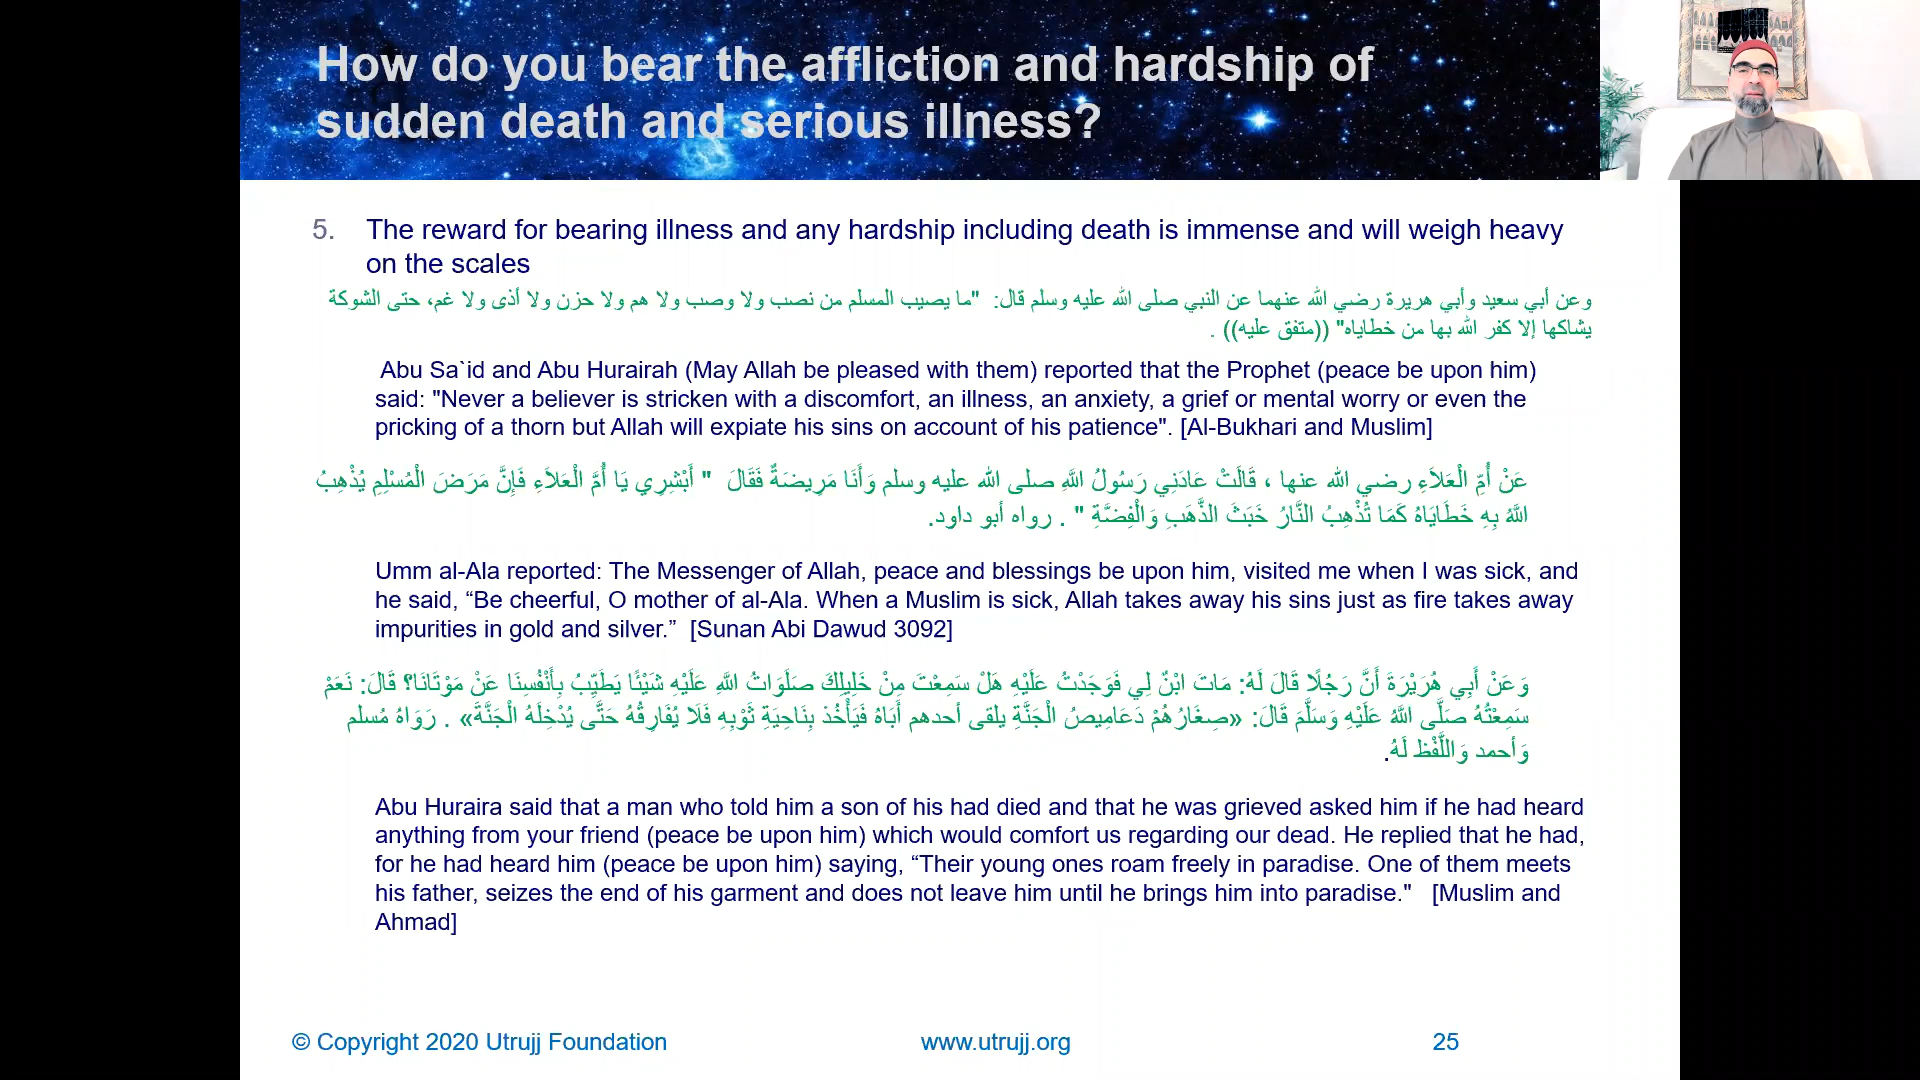 How do you bear the affliction and hardship of
sudden death and serious illness?
5. The reward for bearing illness and any hardship including death is immense and will weigh heavy
on the scales
وعن أبي سعيد وأبي هريرة رضي الله عنهما عن النبي صلى الله عليه وسلم قال: "ما يصيب المسلم من نصب ولا وصب ولا هم ولا حزن ولا أذى ولا غم، حتى الشوكة
يشاكها إلا كفر الله بها من خطاياه" ((متفق عليه)) .
Abu Sa`id and Abu Hurairah (May Allah be pleased with them) reported that the Prophet (peace be upon him)
said: "Never a believer is stricken with a discomfort, an illness, an anxiety, a grief or mental worry or even the
pricking of a thorn but Allah will expiate his sins on account of his patience". [Al-Bukhari and Muslim]
عَنْ أُمِّ الْعَلاَءِ رضي الله عنها ، قَالَتْ عَادَنِي رَسُولُ اللَّهِ صلى الله عليه وسلم وَأَنَا مَرِيضَةٌ فَقَالَ " أَبْشِرِي يَا أُمَّ الْعَلاَءِ فَإِنَّ مَرَضَ الْمُسْلِمِ يُذْهِبُ
اللَّهُ بِهِ خَطَايَاهُ كَمَا تُذْهِبُ النَّارُ خَبَثَ الذَّهَبِ وَالْفِضَّةِ " . رواه أبو داود.
Umm al-Ala reported: The Messenger of Allah, peace and blessings be upon him, visited me when I was sick, and
he said, “Be cheerful, O mother of al-Ala. When a Muslim is sick, Allah takes away his sins just as fire takes away
impurities in gold and silver.” [Sunan Abi Dawud 3092]
وَعَنْ أَبِي هُرَيْرَةَ أَنَّ رَجُلًا قَالَ لَهُ: مَاتَ ابْنٌ لِي فَوَجَدْتُ عَلَيْهِ هَلْ سَمِعْتَ مِنْ خَلِيلِكَ صَلَوَاتُ اللَّهِ عَلَيْهِ شَيْئًا يَطَيِّبُ بِأَنْفُسِنَا عَنْ مَوْتَانَا؟ قَالَ: نَعَمْ
سَمِعْتُهُ صَلَّى اللَّهُ عَلَيْهِ وَسَلَّمَ قَالَ: «صِغَارُهُمْ دَعَامِيصُ الْجَنَّةِ يلْقى أحدهم أَبَاهُ فَيَأْخُذ بِنَاحِيَةِ ثَوْبِهِ فَلَا يُفَارِقُهُ حَتَّى يُدْخِلَهُ الْجَنَّةَ» . رَوَاهُ مُسلم
وَأحمد وَاللَّفْظ لَهُ.
Abu Huraira said that a man who told him a son of his had died and that he was grieved asked him if he had heard
anything from your friend (peace be upon him) which would comfort us regarding our dead. He replied that he had,
for he had heard him (peace be upon him) saying, “Their young ones roam freely in paradise. One of them meets
his father, seizes the end of his garment and does not leave him until he brings him into paradise." [Muslim and
Ahmad]
© Copyright 2020 Utrujj Foundation www.utrujj.org 25